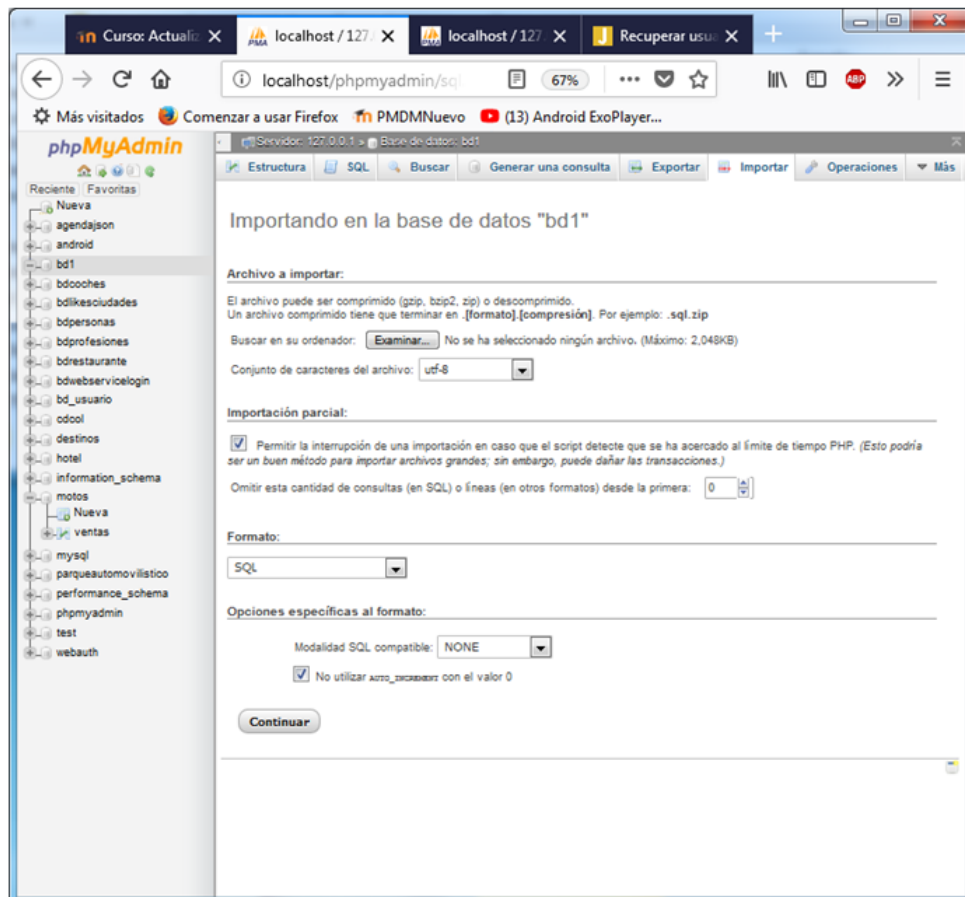 Curso: Actualiz
localhost / 127.
localhost / 127.
Recuperar usua
localhost/phpmyadmin/sq
67%
ABP
Más visitados
Comenzar a usar Firefox
PMDMNuevo
(13) Android ExoPlayer...
phpMyAdmin
Reciente
Favoritas
Nueva
agendajson
android
bd1
bdcoches
bdlikesciudades
bdpersonas
bdprofesiones
bdrestaurante
bdwebservicelogin
bd_usuario
cdcol
destinos
hotel
information_schema
motos
Nueva
ventas
mysql
parqueautomovilistico
performance_schema
phpmyadmin
test
webauth
Servidor: 127.0.0.1 » Base de datos: bd1
Estructura
SQL
Buscar
Generar una consulta
Exportar
Importar
Operaciones
Más
Importando en la base de datos "bd1"
Archivo a importar:
El archivo puede ser comprimido (gzip, bzip2, zip) o descomprimido.
Un archivo comprimido tiene que terminar en .[formato].[compresión]. Por ejemplo: .sql.zip
Buscar en su ordenador: Examinar... No se ha seleccionado ningún archivo. (Máximo: 2,048KB)
Conjunto de caracteres del archivo: utf-8
Importación parcial:
Permitir la interrupción de una importación en caso que el script detecte que se ha acercado al límite de tiempo PHP. (Esto podría
ser un buen método para importar archivos grandes; sin embargo, puede dañar las transacciones.)
Omitir esta cantidad de consultas (en SQL) o líneas (en otros formatos) desde la primera: 0
Formato:
SQL
Opciones específicas al formato:
Modalidad SQL compatible: NONE
No utilizar AUTO_INCREMENT con el valor 0
Continuar